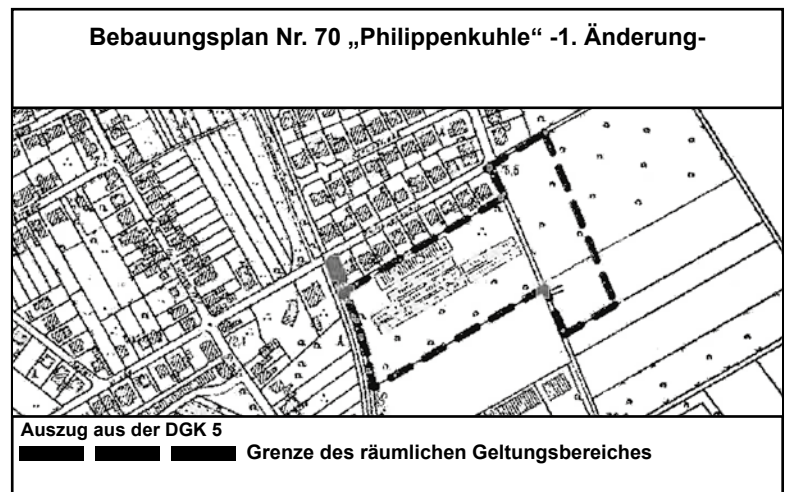 Bebauungsplan Nr. 70 „Philippenkuhle“ -1. Änderung-
Auszug aus der DGK 5
Grenze des räumlichen Geltungsbereiches